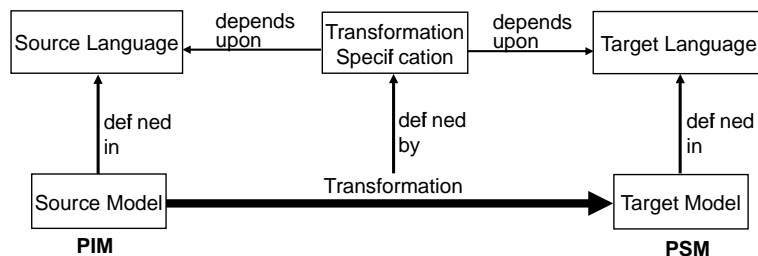 depends
upon
Transformation
Specif cation
depends
upon
Source Language
Target Language
def ned
in
def ned
by
def ned
in
Source Model
Transformation
Target Model
PIM
PSM